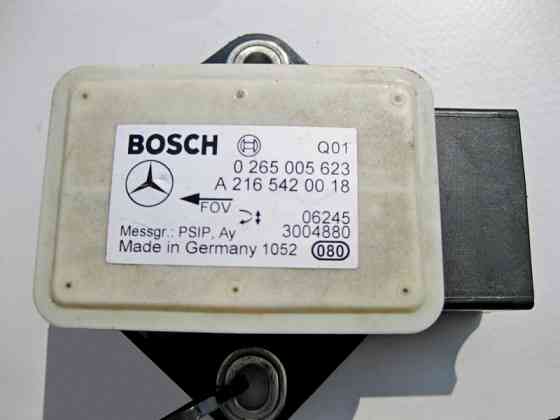 BOSCH
Q01
0 265 005 623
A 216 542 00 18
FOV
06245
Messgr.: PSIP, Ay
3004880
Made in Germany 1052
080